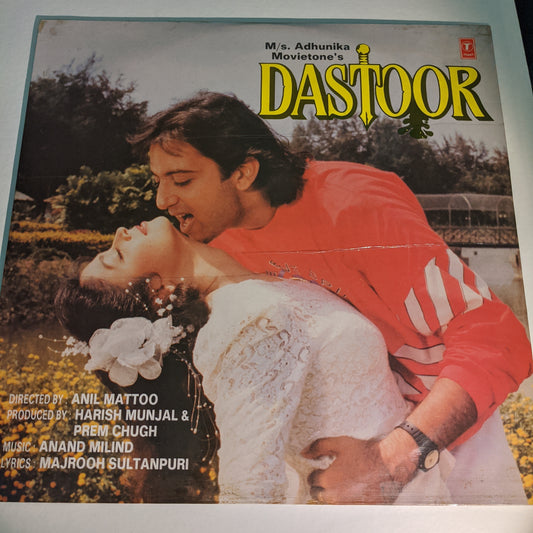 M/s. Adhunika
Movietone's
DASTOOR
T
DIRECTED BY : ANIL MATTOO
PRODUCED BY : HARISH MUNJAL &
PREM CHUGH
MUSIC : ANAND MILIND
LYRICS : MAJROOH SULTANPURI